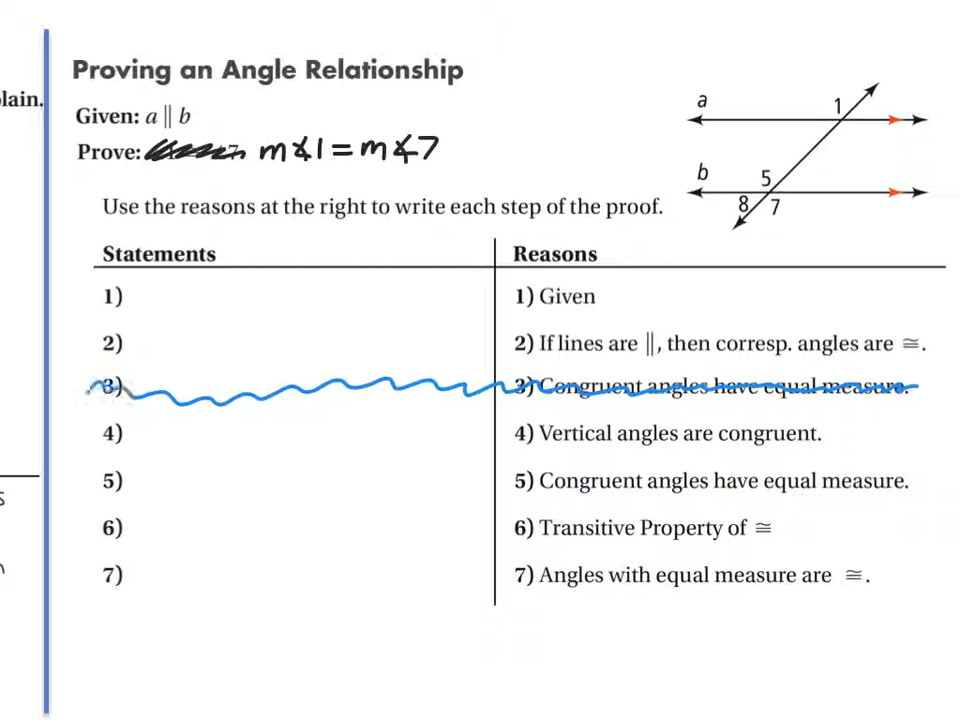 Proving an Angle Relationship
plain.
Given: a || b
Prove: m∡1 = m∡7
a
1
b
5
8
7
Use the reasons at the right to write each step of the proof.
Statements
Reasons
1)
1) Given
2)
2) If lines are ||, then corresp. angles are ≅.
3)
3) Congruent angles have equal measure.
4)
4) Vertical angles are congruent.
5)
5) Congruent angles have equal measure.
6)
6) Transitive Property of ≅
7)
7) Angles with equal measure are ≅.